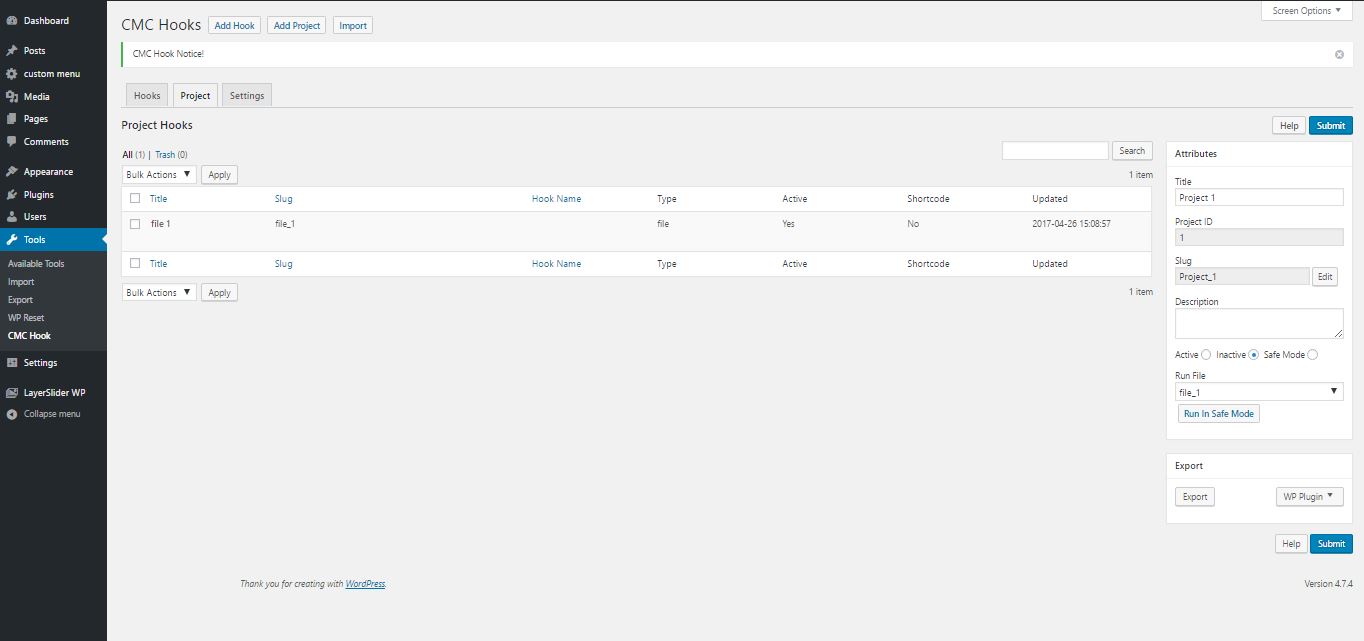 Dashboard
Posts
custom menu
Media
Pages
Comments
Appearance
Plugins
Users
Tools
Available Tools
Import
Export
WP Reset
CMC Hook
Settings
LayerSlider WP
Collapse menu
Screen Options
CMC Hooks Add Hook Add Project Import
CMC Hook Notice!
Hooks Project Settings
Project Hooks
Help Submit
All (1) | Trash (0)
Search
Bulk Actions Apply
1 item
Title Slug Hook Name Type Active Shortcode Updated
file 1 file_1 file Yes No 2017-04-26 15:08:57
Title Slug Hook Name Type Active Shortcode Updated
Bulk Actions Apply
1 item
Attributes
Title
Project 1
Project ID
1
Slug
Project_1 Edit
Description
Active Inactive Safe Mode
Run File
file_1
Run In Safe Mode
Export
Export WP Plugin
Help Submit
Thank you for creating with WordPress.
Version 4.7.4